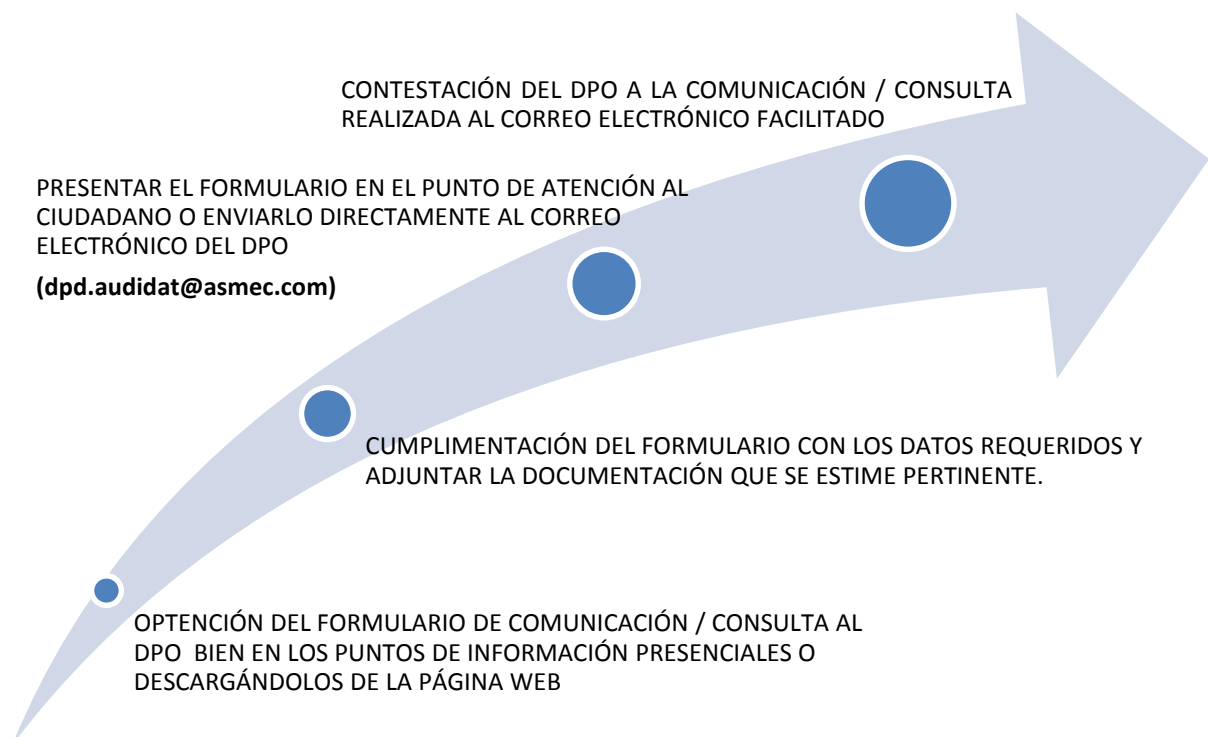 CONTESTACIÓN DEL DPO A LA COMUNICACIÓN / CONSULTA
REALIZADA AL CORREO ELECTRÓNICO FACILITADO
PRESENTAR EL FORMULARIO EN EL PUNTO DE ATENCIÓN AL
CIUDADANO O ENVIARLO DIRECTAMENTE AL CORREO
ELECTRÓNICO DEL DPO
(dpd.audidat@asmec.com)
CUMPLIMENTACIÓN DEL FORMULARIO CON LOS DATOS REQUERIDOS Y
ADJUNTAR LA DOCUMENTACIÓN QUE SE ESTIME PERTINENTE.
OPTENCIÓN DEL FORMULARIO DE COMUNICACIÓN / CONSULTA AL
DPO BIEN EN LOS PUNTOS DE INFORMACIÓN PRESENCIALES O
DESCARGÁNDOLOS DE LA PÁGINA WEB